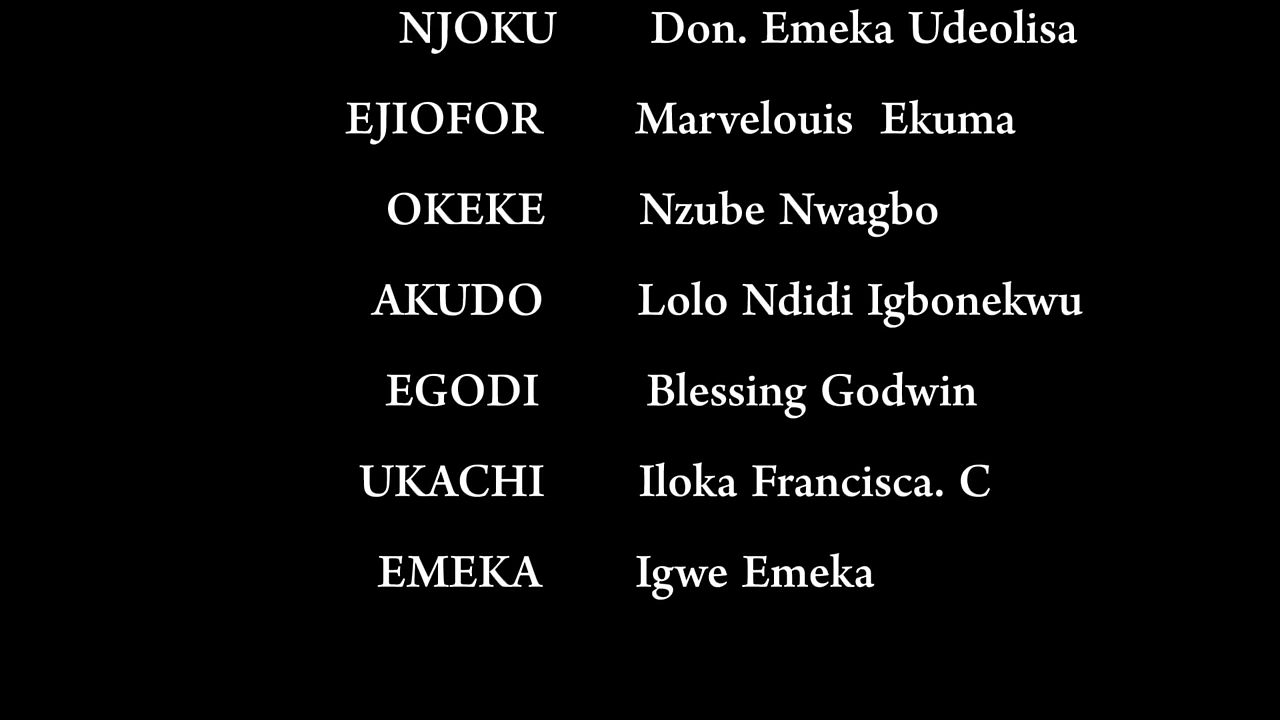 NJOKU Don. Emeka Udeolisa
EJIOFOR Marvelouis Ekuma
OKEKE Nzube Nwagbo
AKUDO Lolo Ndidi Igbonekwu
EGODI Blessing Godwin
UKACHI Iloka Francisca. C
EMEKA Igwe Emeka